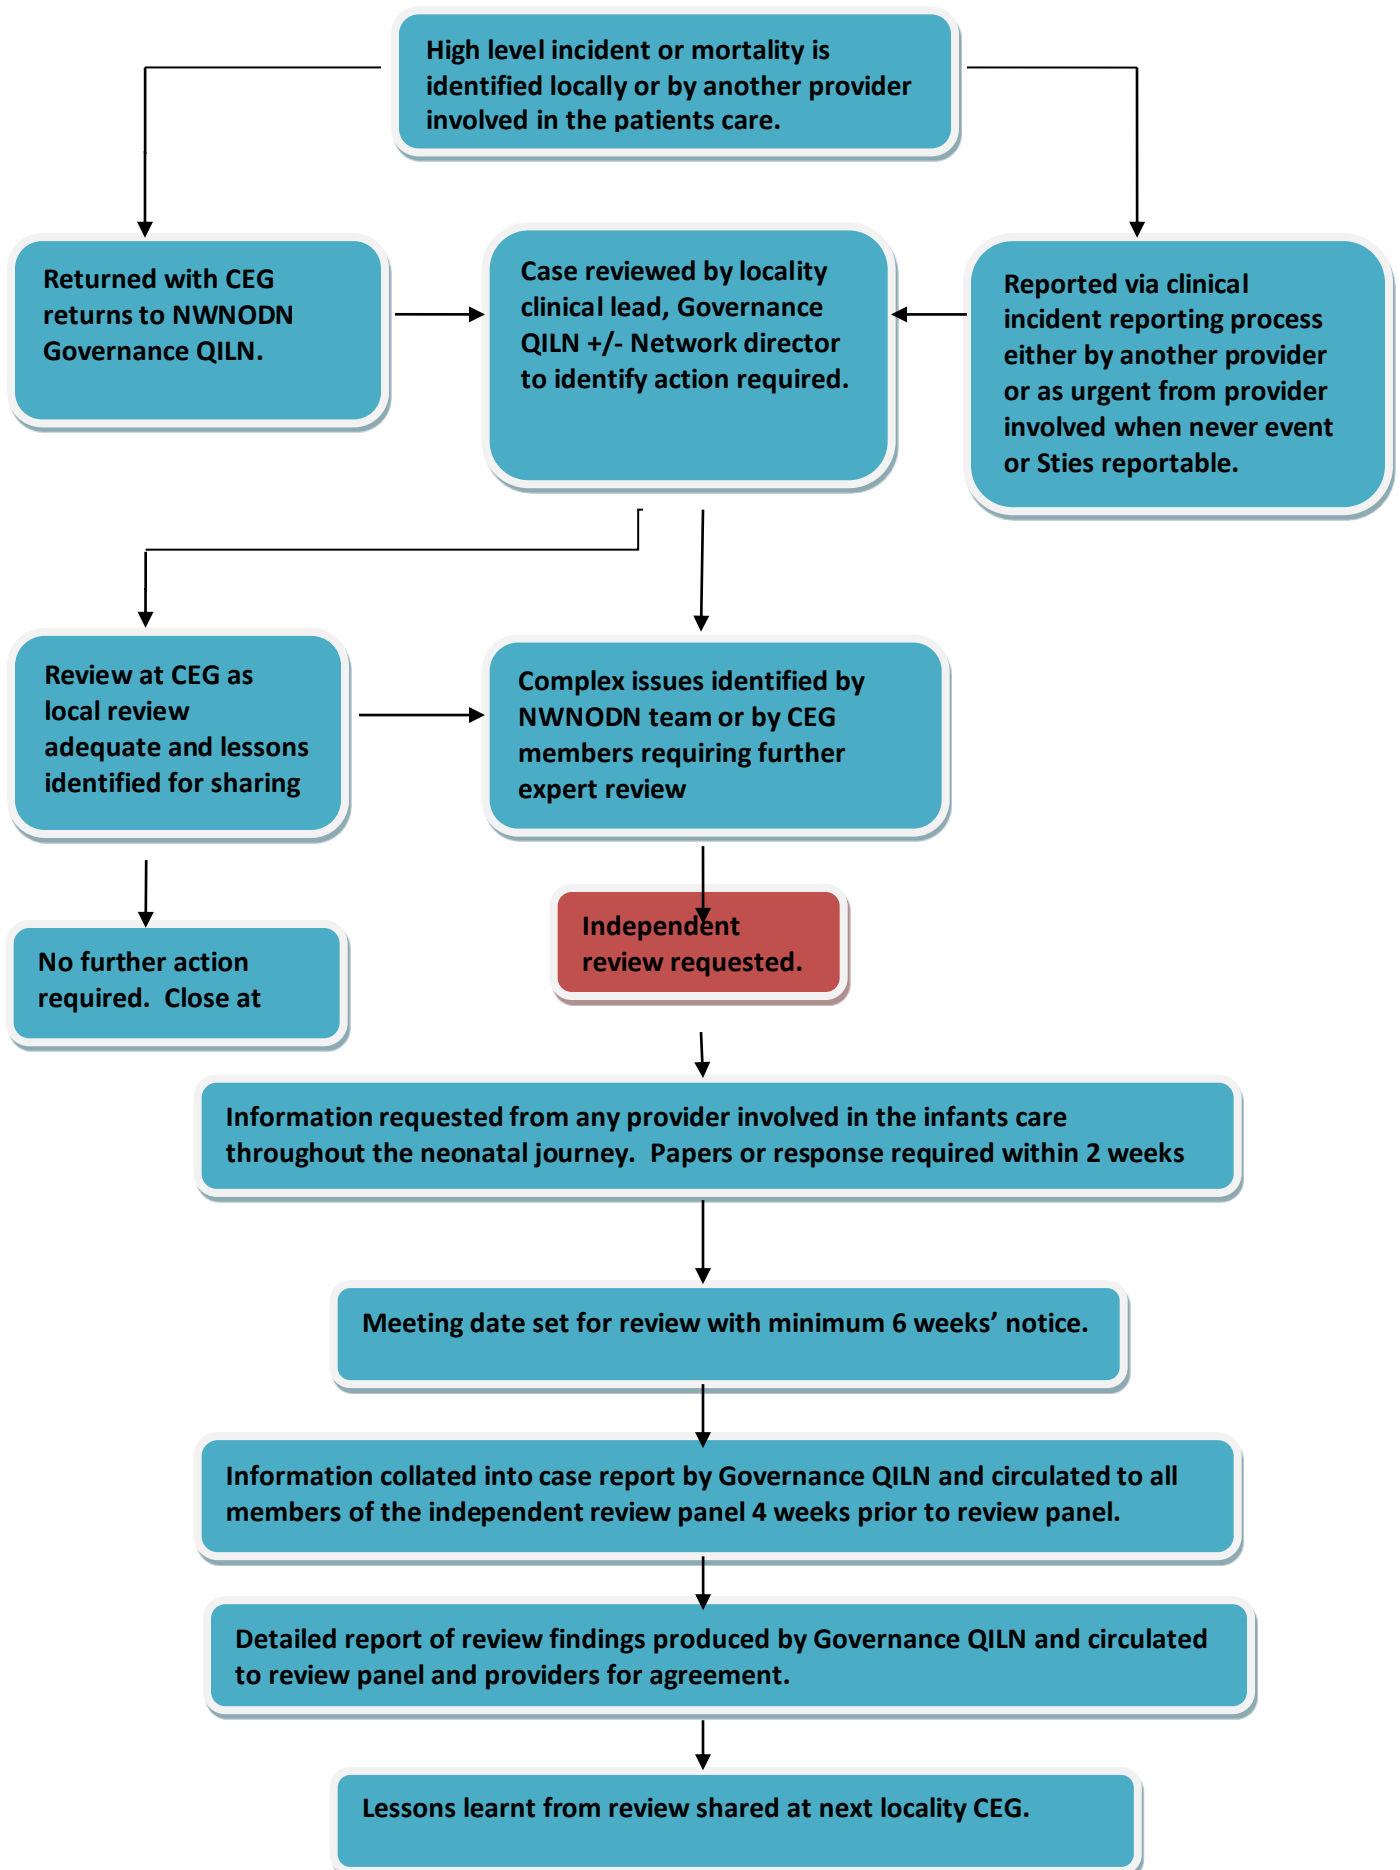 High level incident or mortality is
identified locally or by another provider
involved in the patients care.
Returned with CEG
returns to NWNODN
Governance QILN.
Case reviewed by locality
clinical lead, Governance
QILN +/- Network director
to identify action required.
Reported via clinical
incident reporting process
either by another provider
or as urgent from provider
involved when never event
or Sties reportable.
Review at CEG as
local review
adequate and lessons
identified for sharing
Complex issues identified by
NWNODN team or by CEG
members requiring further
expert review
No further action
required.  Close at
Independent
review requested.
Information requested from any provider involved in the infants care
throughout the neonatal journey.  Papers or response required within 2 weeks
Meeting date set for review with minimum 6 weeks’ notice.
Information collated into case report by Governance QILN and circulated to all
members of the independent review panel 4 weeks prior to review panel.
Detailed report of review findings produced by Governance QILN and circulated
to review panel and providers for agreement.
Lessons learnt from review shared at next locality CEG.